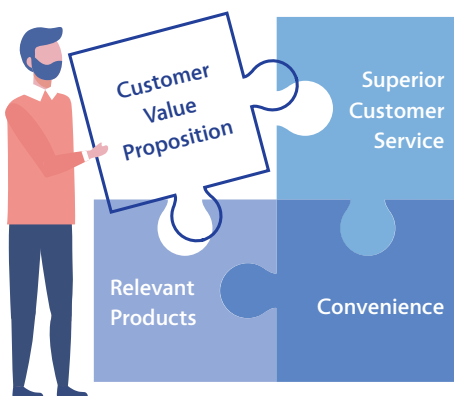 Customer
Value
Proposition
Superior
Customer
Service
Relevant
Products
Convenience